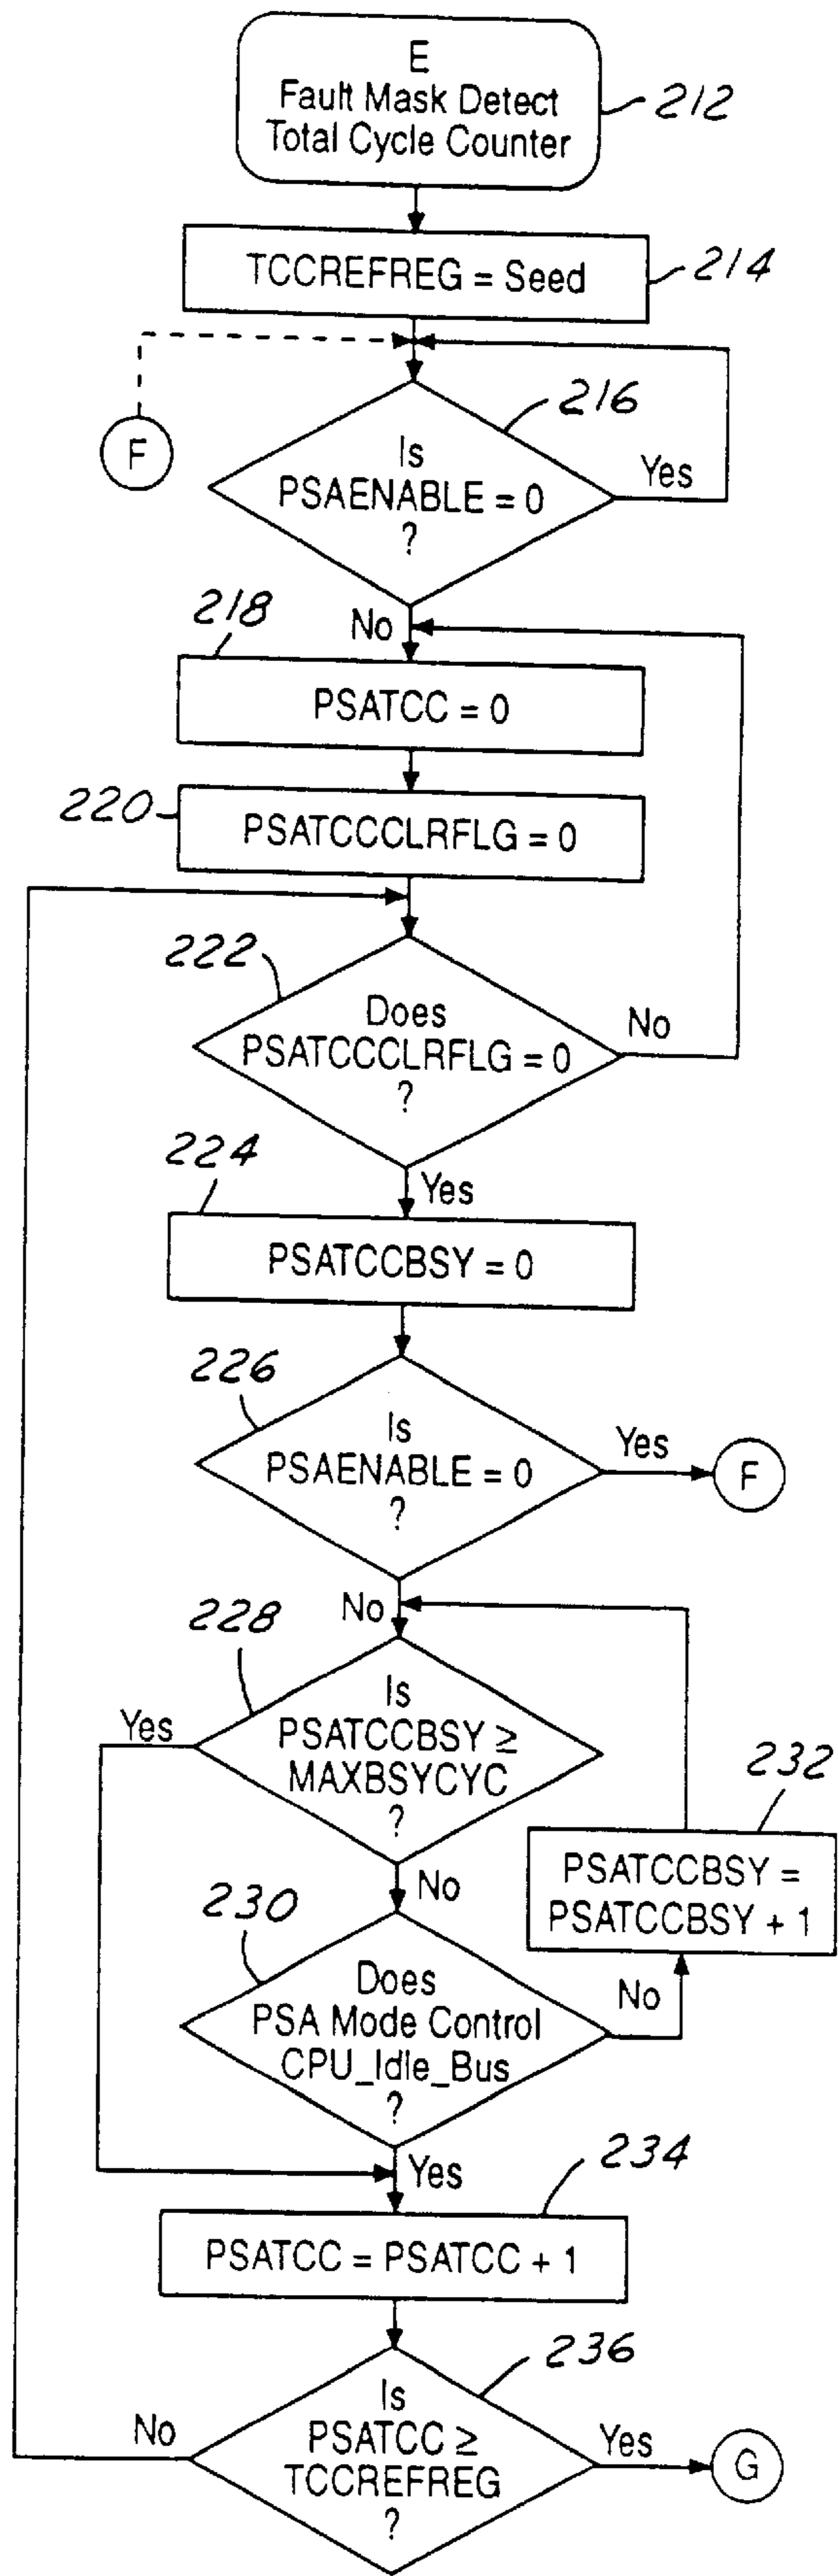 E
Fault Mask Detect
Total Cycle Counter
212
TCCREFREG = Seed
214
216
F
Is
PSAENABLE = 0
?
Yes
218
No
PSATCC = 0
220
PSATCCCLRFLG = 0
222
Does
PSATCCCLRFLG = 0
?
No
224
Yes
PSATCCBSY = 0
226
Is
PSAENABLE = 0
?
Yes
F
228
No
Is
PSATCCBSY ≥
MAXBSYCYC
?
Yes
232
PSATCCBSY =
PSATCCBSY + 1
No
230
Does
PSA Mode Control
CPU_Idle_Bus
?
No
Yes
234
PSATCC = PSATCC + 1
236
Is
PSATCC ≥
TCCREFREG
?
No
Yes
G